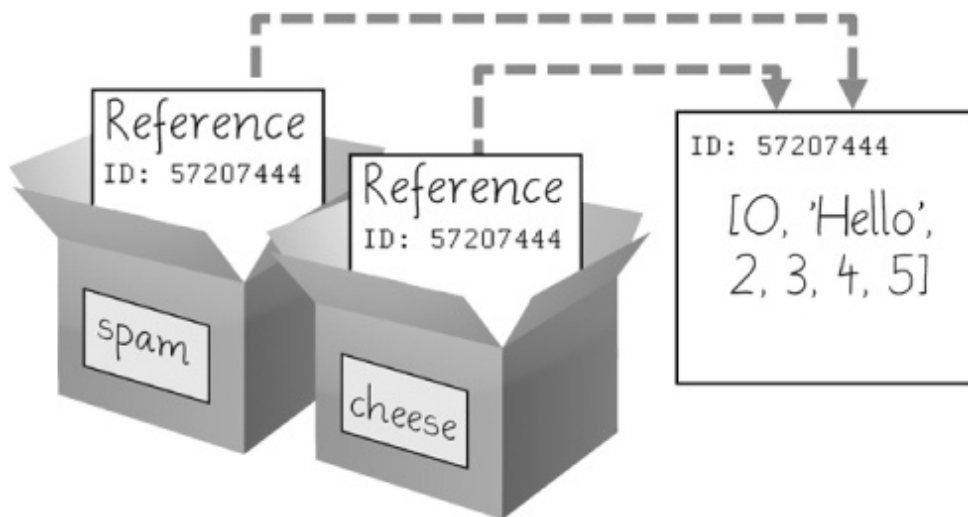 Reference
ID: 57207444
spam
Reference
ID: 57207444
cheese
ID: 57207444
[0, 'Hello',
2, 3, 4, 5]